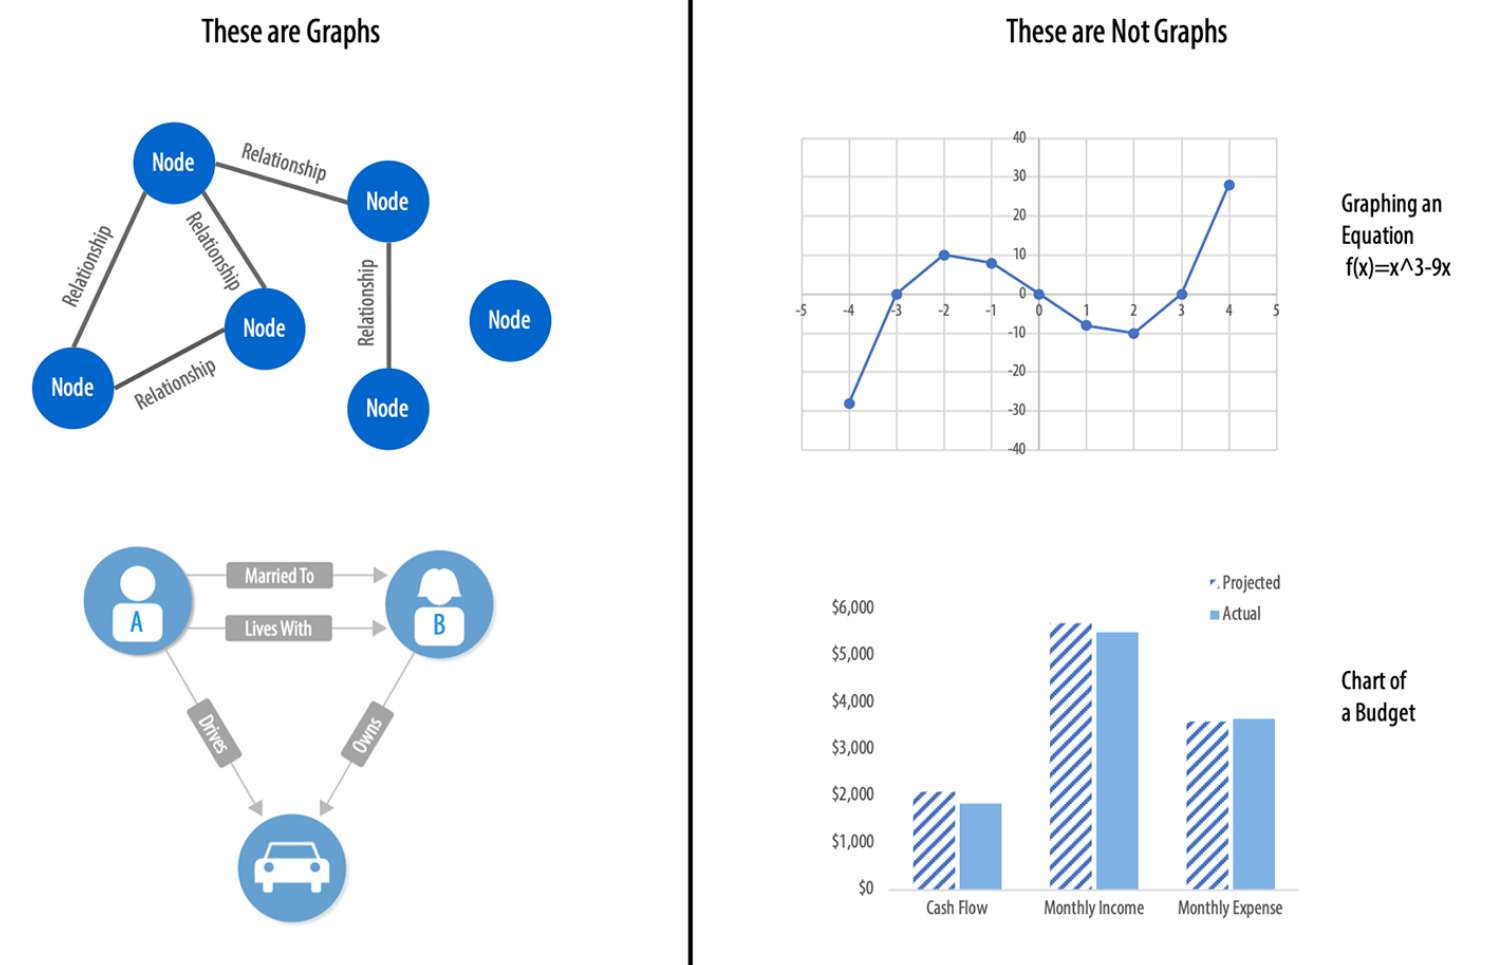 These are Graphs
Node
Relationship
Node
Relationship
Relationship
Relationship
Node
Node
Relationship
Node
Node
Married To
Lives With
A
B
Drives
Owns
These are Not Graphs
40
30
20
10
0
-5 -4 -3 -2 -1 0 1 2 3 4 5
-10
-20
-30
-40
Graphing an
Equation
f(x)=x^3-9x
Projected
Actual
$6,000
$5,000
$4,000
$3,000
$2,000
$1,000
$0
Cash Flow Monthly Income Monthly Expense
Chart of
a Budget